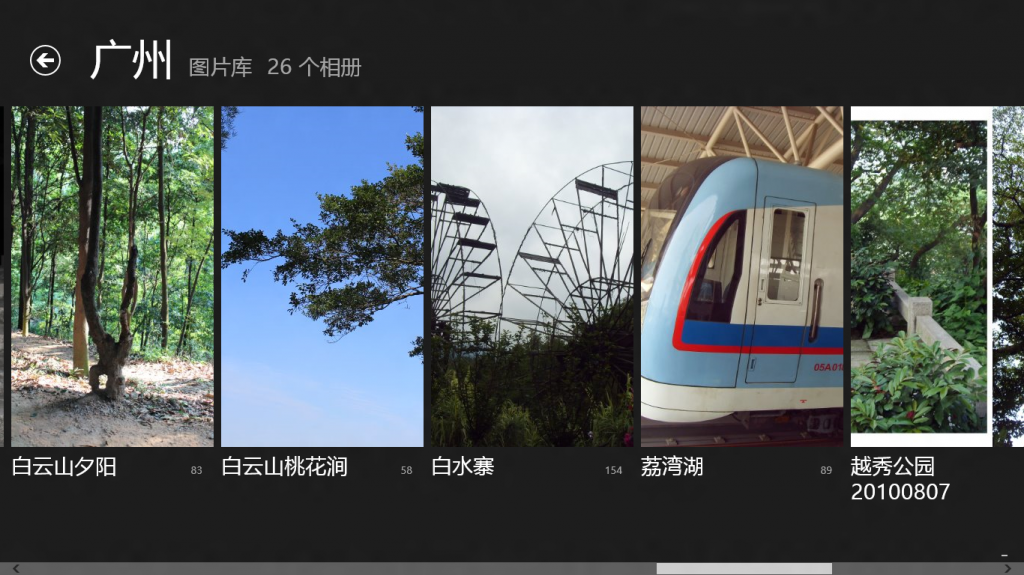 广州 图片库 26 个相册
05A01
白云山夕阳 83
白云山桃花涧 58
白水寨 154
荔湾湖 89
越秀公园
20100807